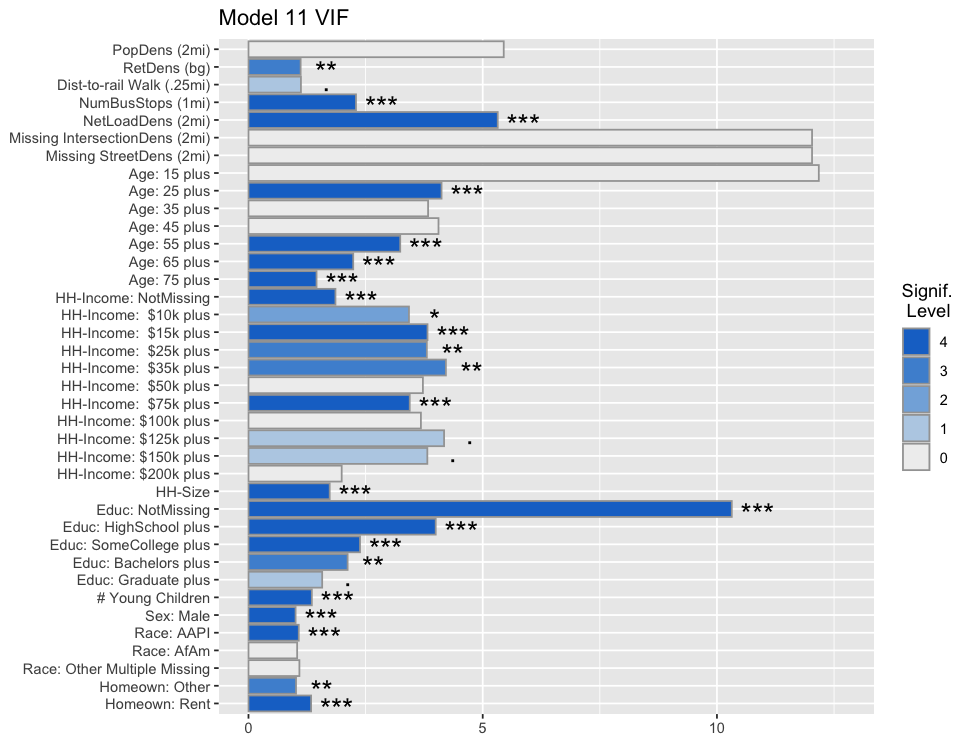 Model 11 VIF
PopDens (2mi)
RetDens (bg) **
Dist-to-rail Walk (.25mi) .
NumBusStops (1mi) ***
NetLoadDens (2mi) ***
Missing IntersectionDens (2mi)
Missing StreetDens (2mi)
Age: 15 plus
Age: 25 plus ***
Age: 35 plus
Age: 45 plus
Age: 55 plus ***
Age: 65 plus ***
Age: 75 plus ***
HH-Income: NotMissing ***
HH-Income:  $10k plus *
HH-Income:  $15k plus ***
HH-Income:  $25k plus **
HH-Income:  $35k plus **
HH-Income:  $50k plus
HH-Income:  $75k plus ***
HH-Income: $100k plus
HH-Income: $125k plus .
HH-Income: $150k plus .
HH-Income: $200k plus
HH-Size ***
Educ: NotMissing ***
Educ: HighSchool plus ***
Educ: SomeCollege plus ***
Educ: Bachelors plus **
Educ: Graduate plus .
# Young Children ***
Sex: Male ***
Race: AAPI ***
Race: AfAm
Race: Other Multiple Missing
Homeown: Other **
Homeown: Rent ***
0 5 10
Signif.
Level
4
3
2
1
0